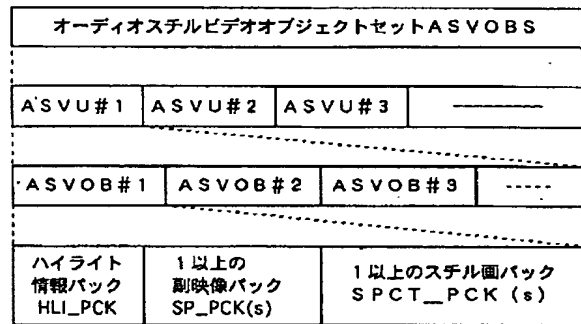 オーディオスチルビデオオブジェクトセットASVOBS
ASVU#1 ASVU#2 ASVU#3
ASVOB#1 ASVOB#2 ASVOB#3
ハイライト
情報パック
HLI_PCK
1以上の
副映像パック
SP_PCK(s)
1以上のスチル画パック
SPCT_PCK (s)